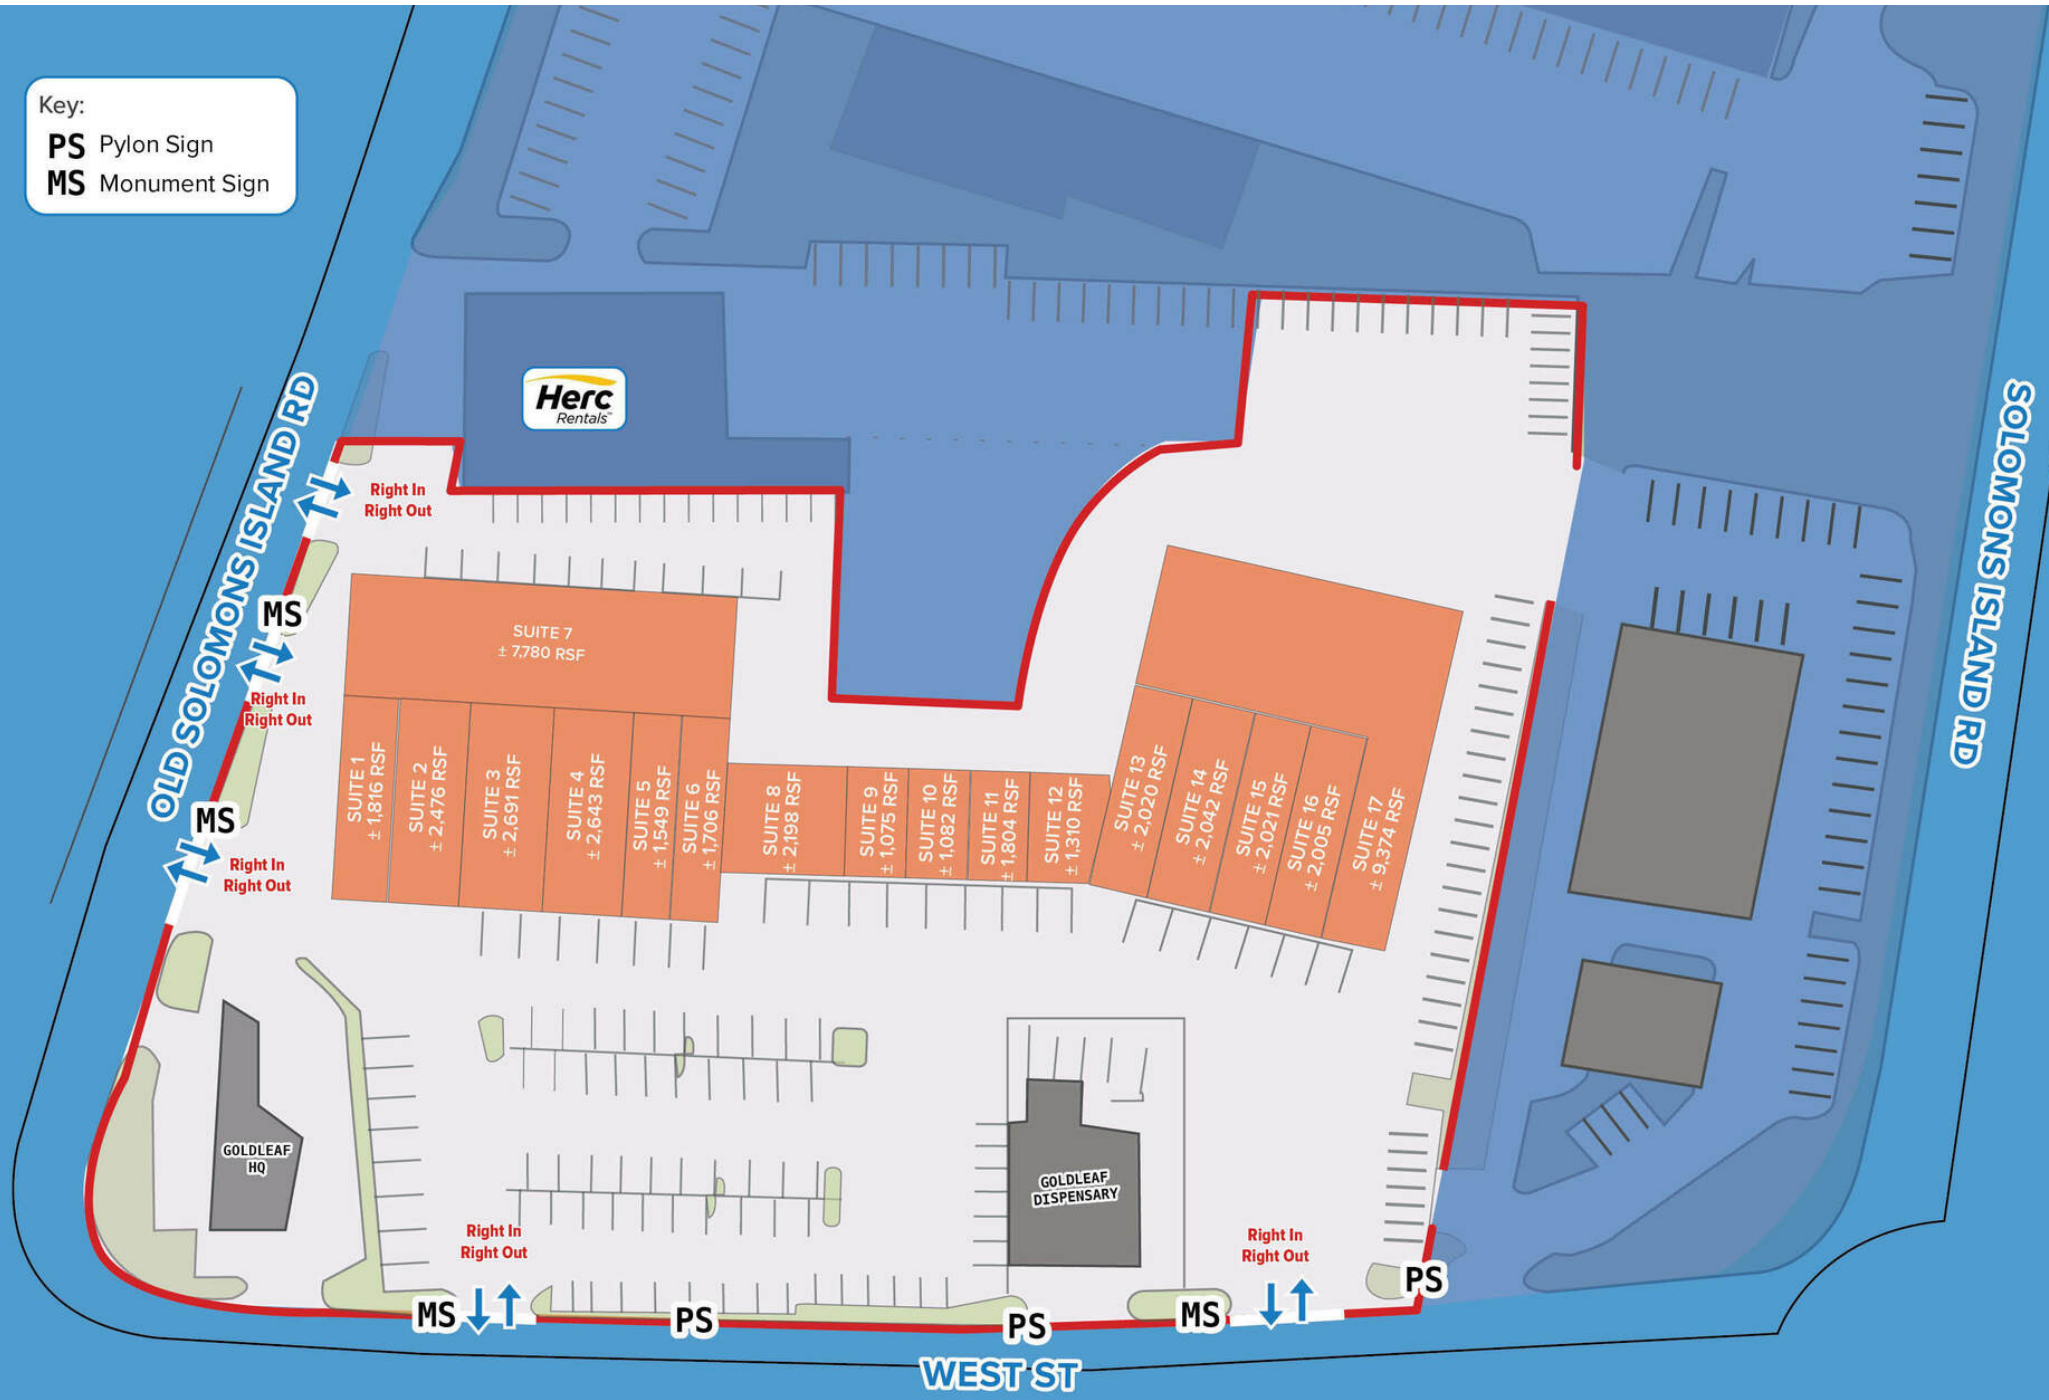 Key:
PS Pylon Sign
MS Monument Sign
Herc
Rentals™
OLD SOLOMONS ISLAND RD
SOLOMONS ISLAND RD
Right In
Right Out
MS
Right In
Right Out
MS
Right In
Right Out
SUITE 7
± 7,780 RSF
SUITE 1
± 1,816 RSF
SUITE 2
± 2,476 RSF
SUITE 3
± 2,691 RSF
SUITE 4
± 2,643 RSF
SUITE 5
± 1,549 RSF
SUITE 6
± 1,706 RSF
SUITE 8
± 2,198 RSF
SUITE 9
± 1,075 RSF
SUITE 10
± 1,082 RSF
SUITE 11
± 1,804 RSF
SUITE 12
± 1,310 RSF
SUITE 13
± 2,020 RSF
SUITE 14
± 2,042 RSF
SUITE 15
± 2,021 RSF
SUITE 16
± 2,005 RSF
SUITE 17
± 9,374 RSF
GOLDLEAF
HQ
GOLDLEAF
DISPENSARY
Right In
Right Out
Right In
Right Out
MS
PS
PS
MS
PS
WEST ST